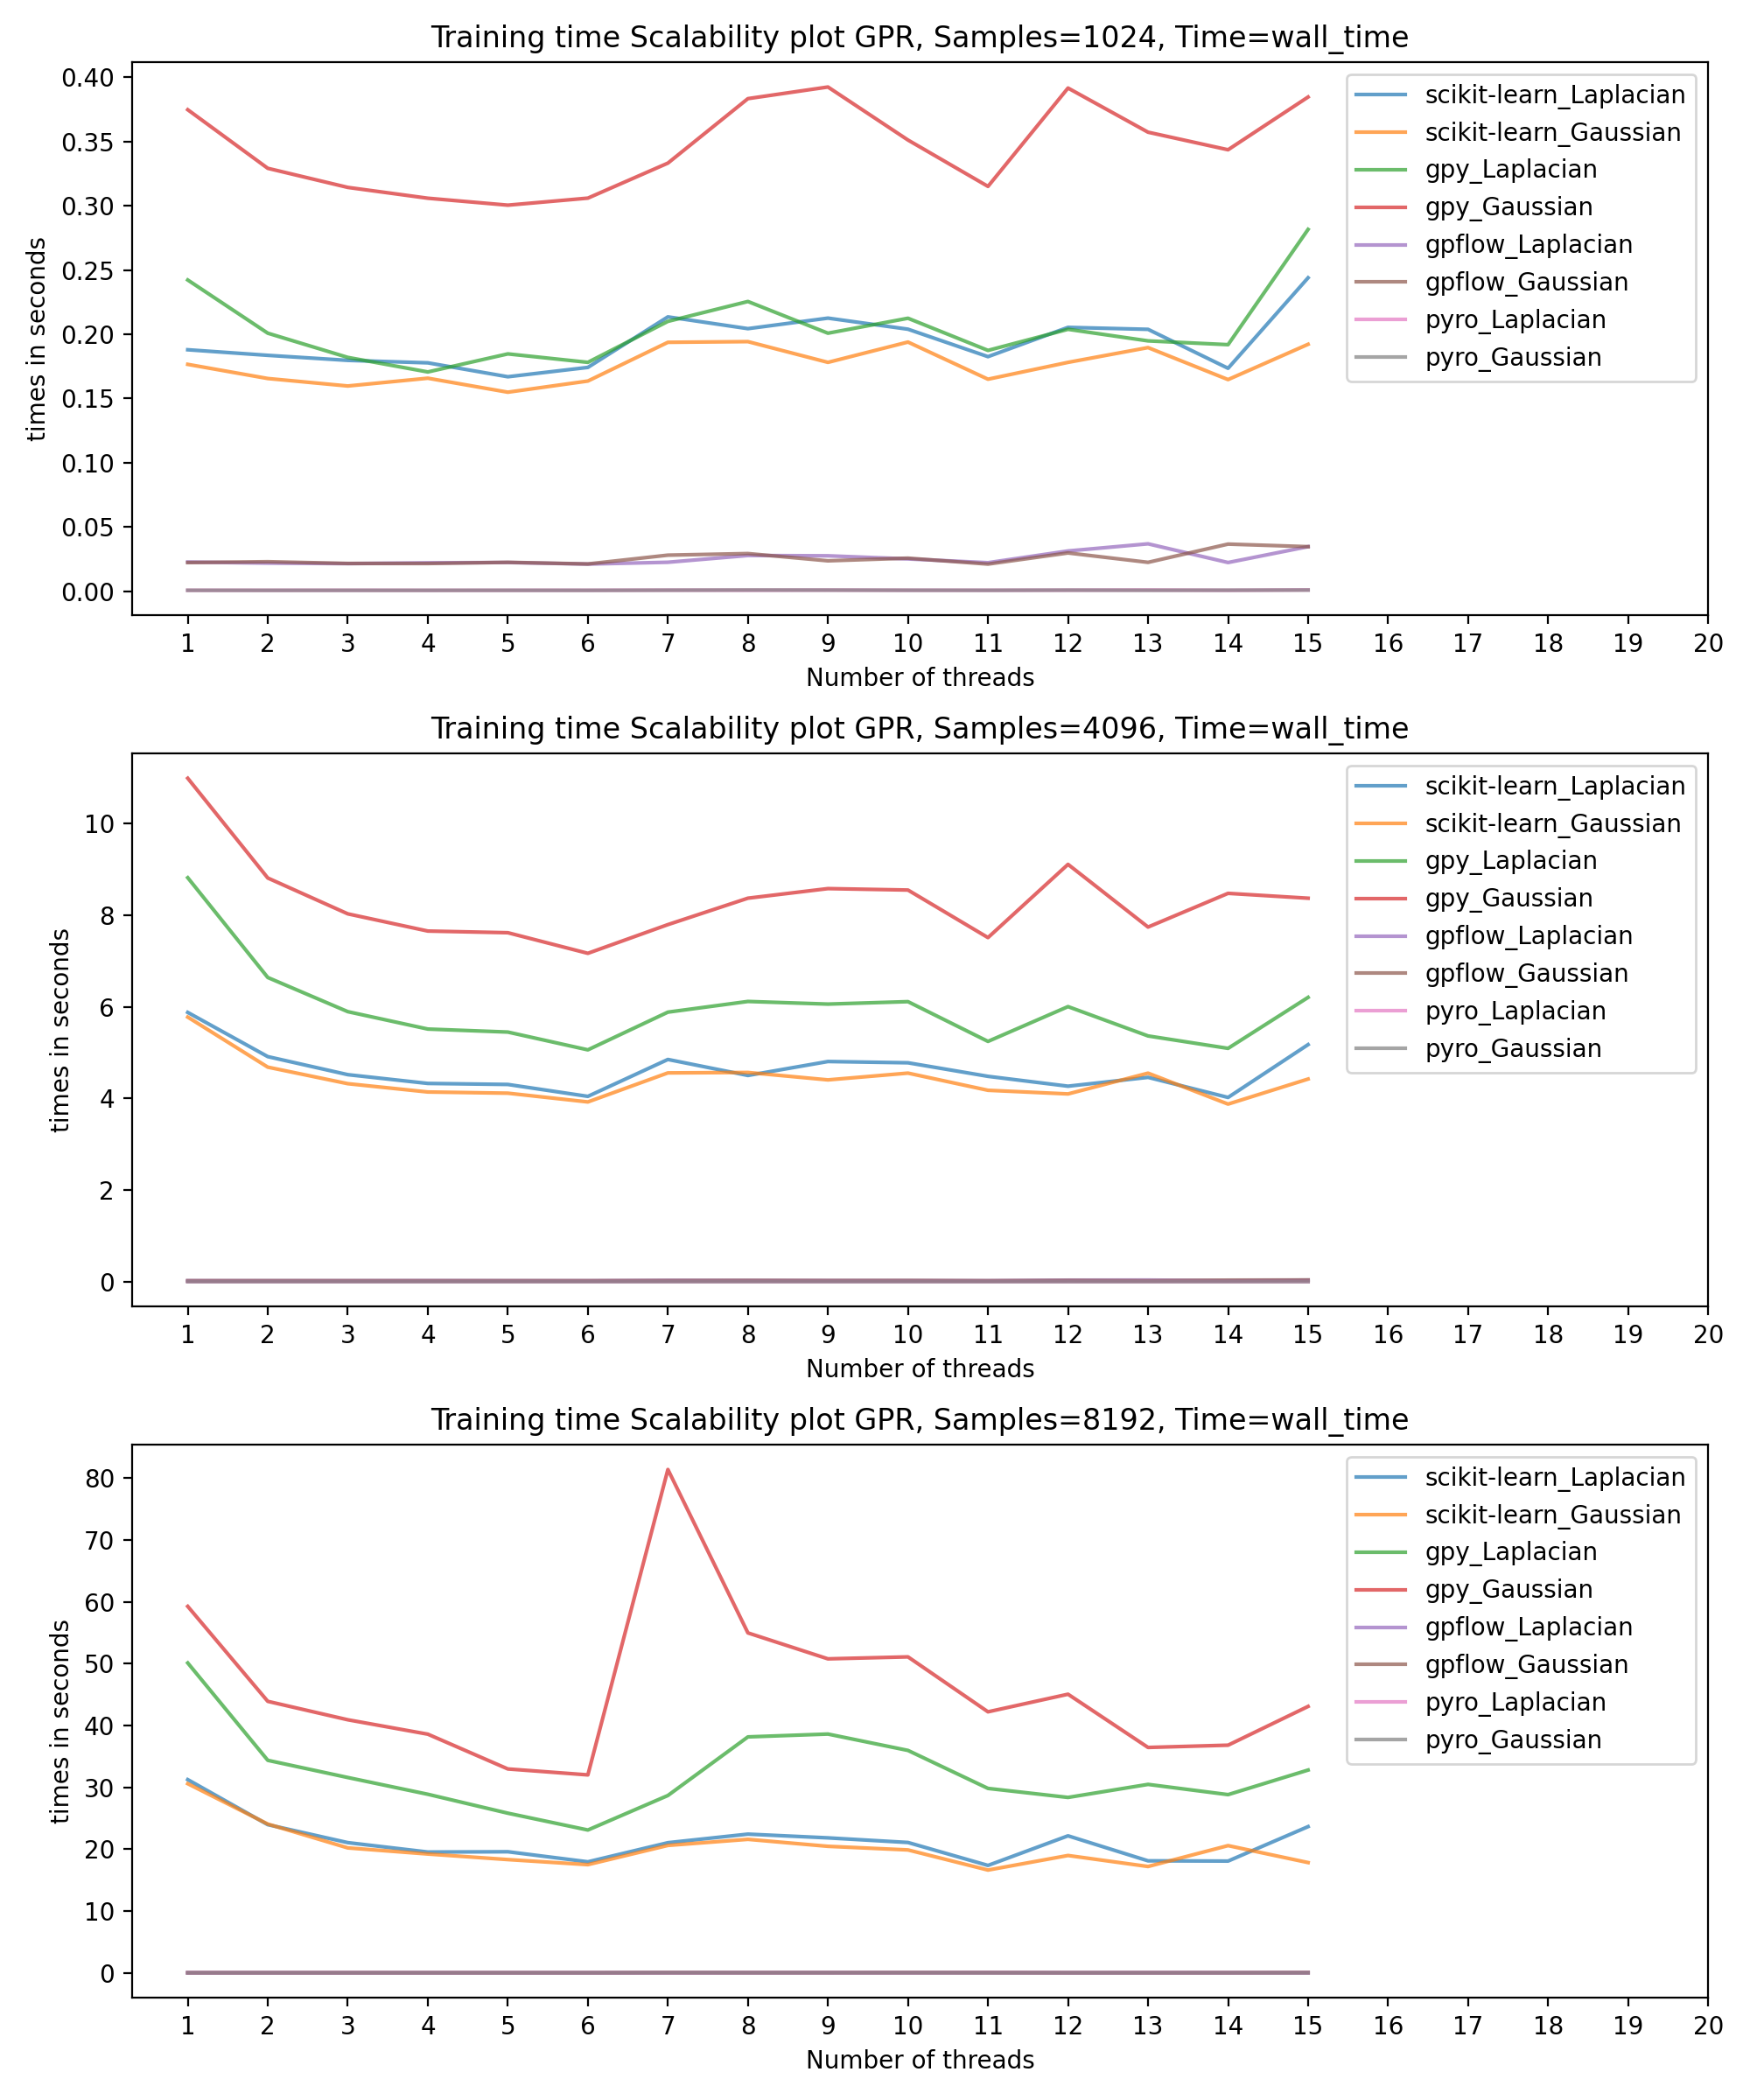 Training time Scalability plot GPR, Samples=1024, Time=wall_time
0.40
0.35
0.30
0.25
0.20
0.15
0.10
0.05
0.00
times in seconds
scikit-learn_Laplacian
scikit-learn_Gaussian
gpy_Laplacian
gpy_Gaussian
gpflow_Laplacian
gpflow_Gaussian
pyro_Laplacian
pyro_Gaussian
1 2 3 4 5 6 7 8 9 10 11 12 13 14 15 16 17 18 19 20
Number of threads
Training time Scalability plot GPR, Samples=4096, Time=wall_time
10
8
6
4
2
0
times in seconds
scikit-learn_Laplacian
scikit-learn_Gaussian
gpy_Laplacian
gpy_Gaussian
gpflow_Laplacian
gpflow_Gaussian
pyro_Laplacian
pyro_Gaussian
1 2 3 4 5 6 7 8 9 10 11 12 13 14 15 16 17 18 19 20
Number of threads
Training time Scalability plot GPR, Samples=8192, Time=wall_time
80
70
60
50
40
30
20
10
0
times in seconds
scikit-learn_Laplacian
scikit-learn_Gaussian
gpy_Laplacian
gpy_Gaussian
gpflow_Laplacian
gpflow_Gaussian
pyro_Laplacian
pyro_Gaussian
1 2 3 4 5 6 7 8 9 10 11 12 13 14 15 16 17 18 19 20
Number of threads